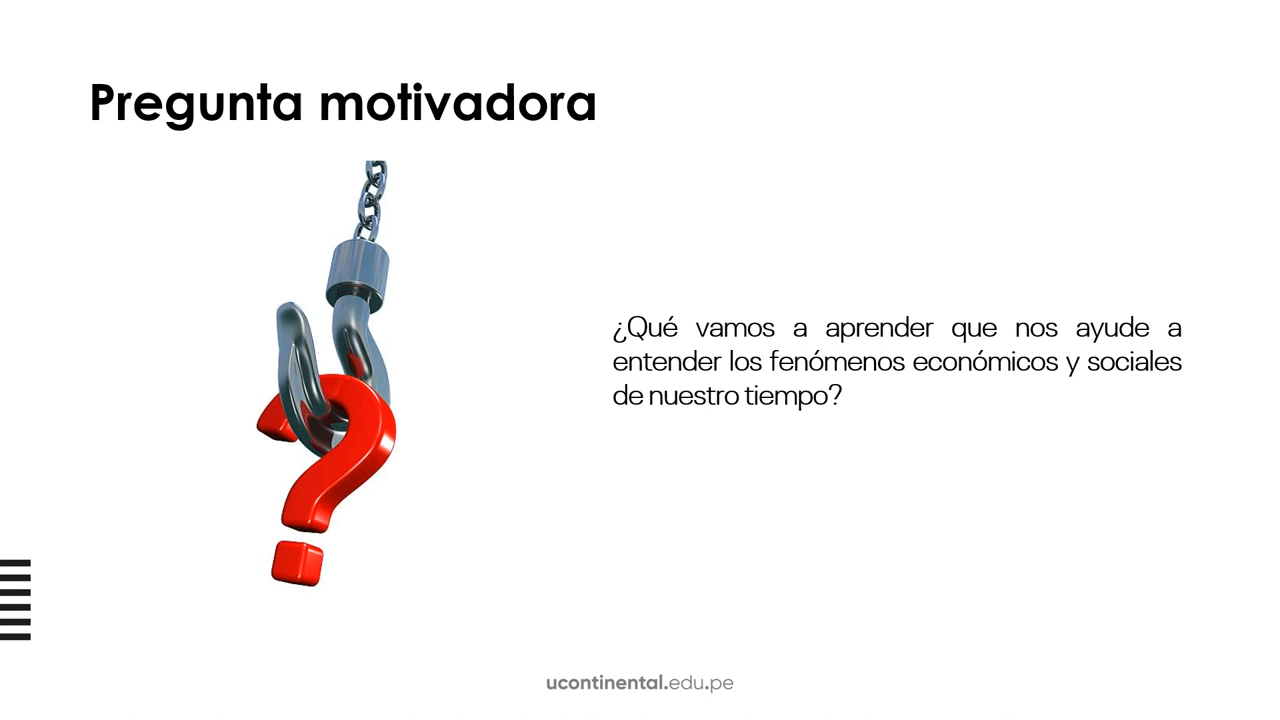 Pregunta motivadora
¿Qué vamos a aprender que nos ayude a
entender los fenómenos económicos y sociales
de nuestro tiempo?
ucontinental.edu.pe